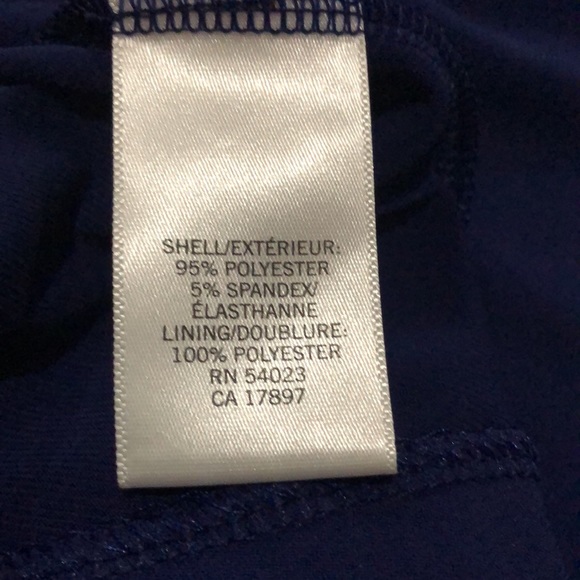 SHELL/EXTÉRIEUR:
95% POLYESTER
5% SPANDEX/
ÉLASTHANNE
LINING/DOUBLURE:
100% POLYESTER
RN 54023
CA 17897